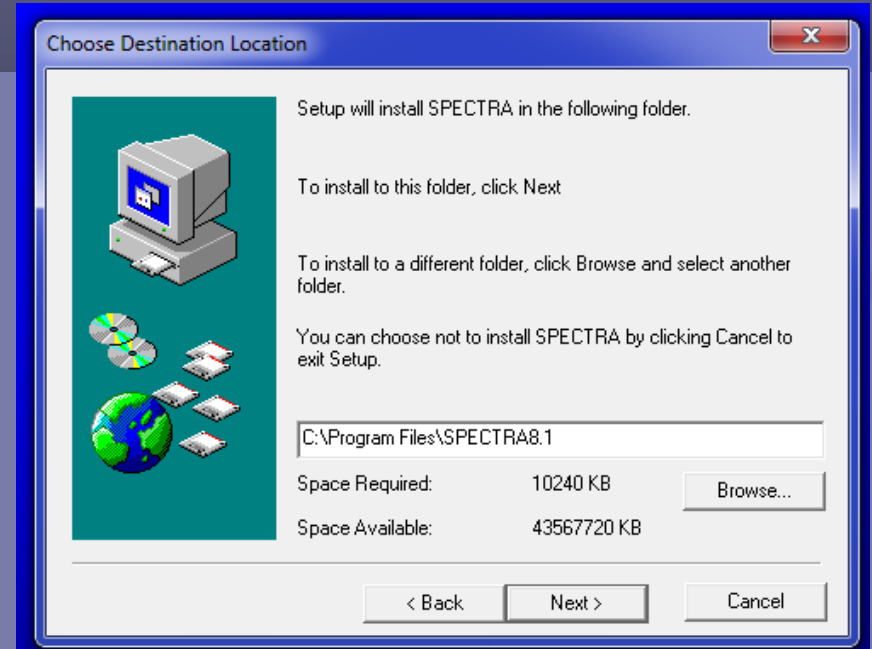 Choose Destination Location
Setup will install SPECTRA in the following folder.
To install to this folder, click Next
To install to a different folder, click Browse and select another
folder.
You can choose not to install SPECTRA by clicking Cancel to
exit Setup.
C:\Program Files\SPECTRA8.1
Space Required: 10240 KB
Browse...
Space Available: 43567720 KB
< Back Next > Cancel